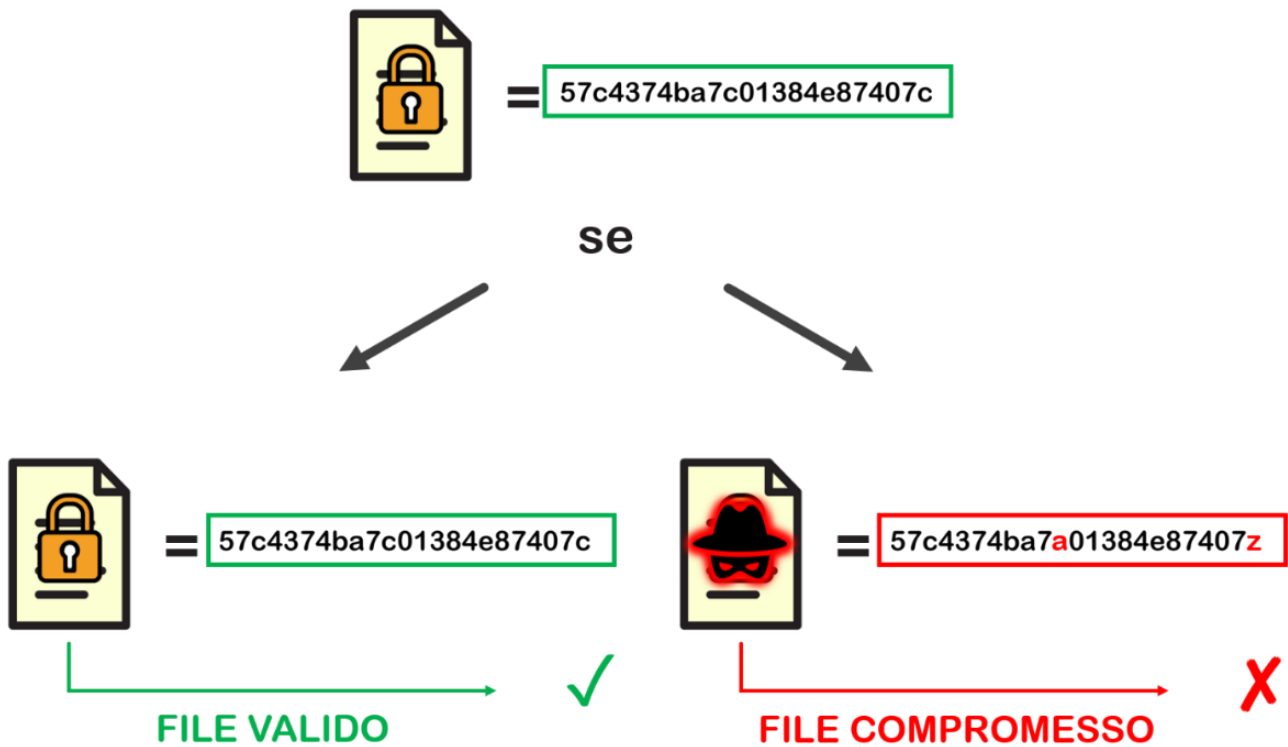 = 57c4374ba7c01384e87407c
se
= 57c4374ba7c01384e87407c
= 57c4374ba7a01384e87407z
FILE VALIDO
FILE COMPROMESSO